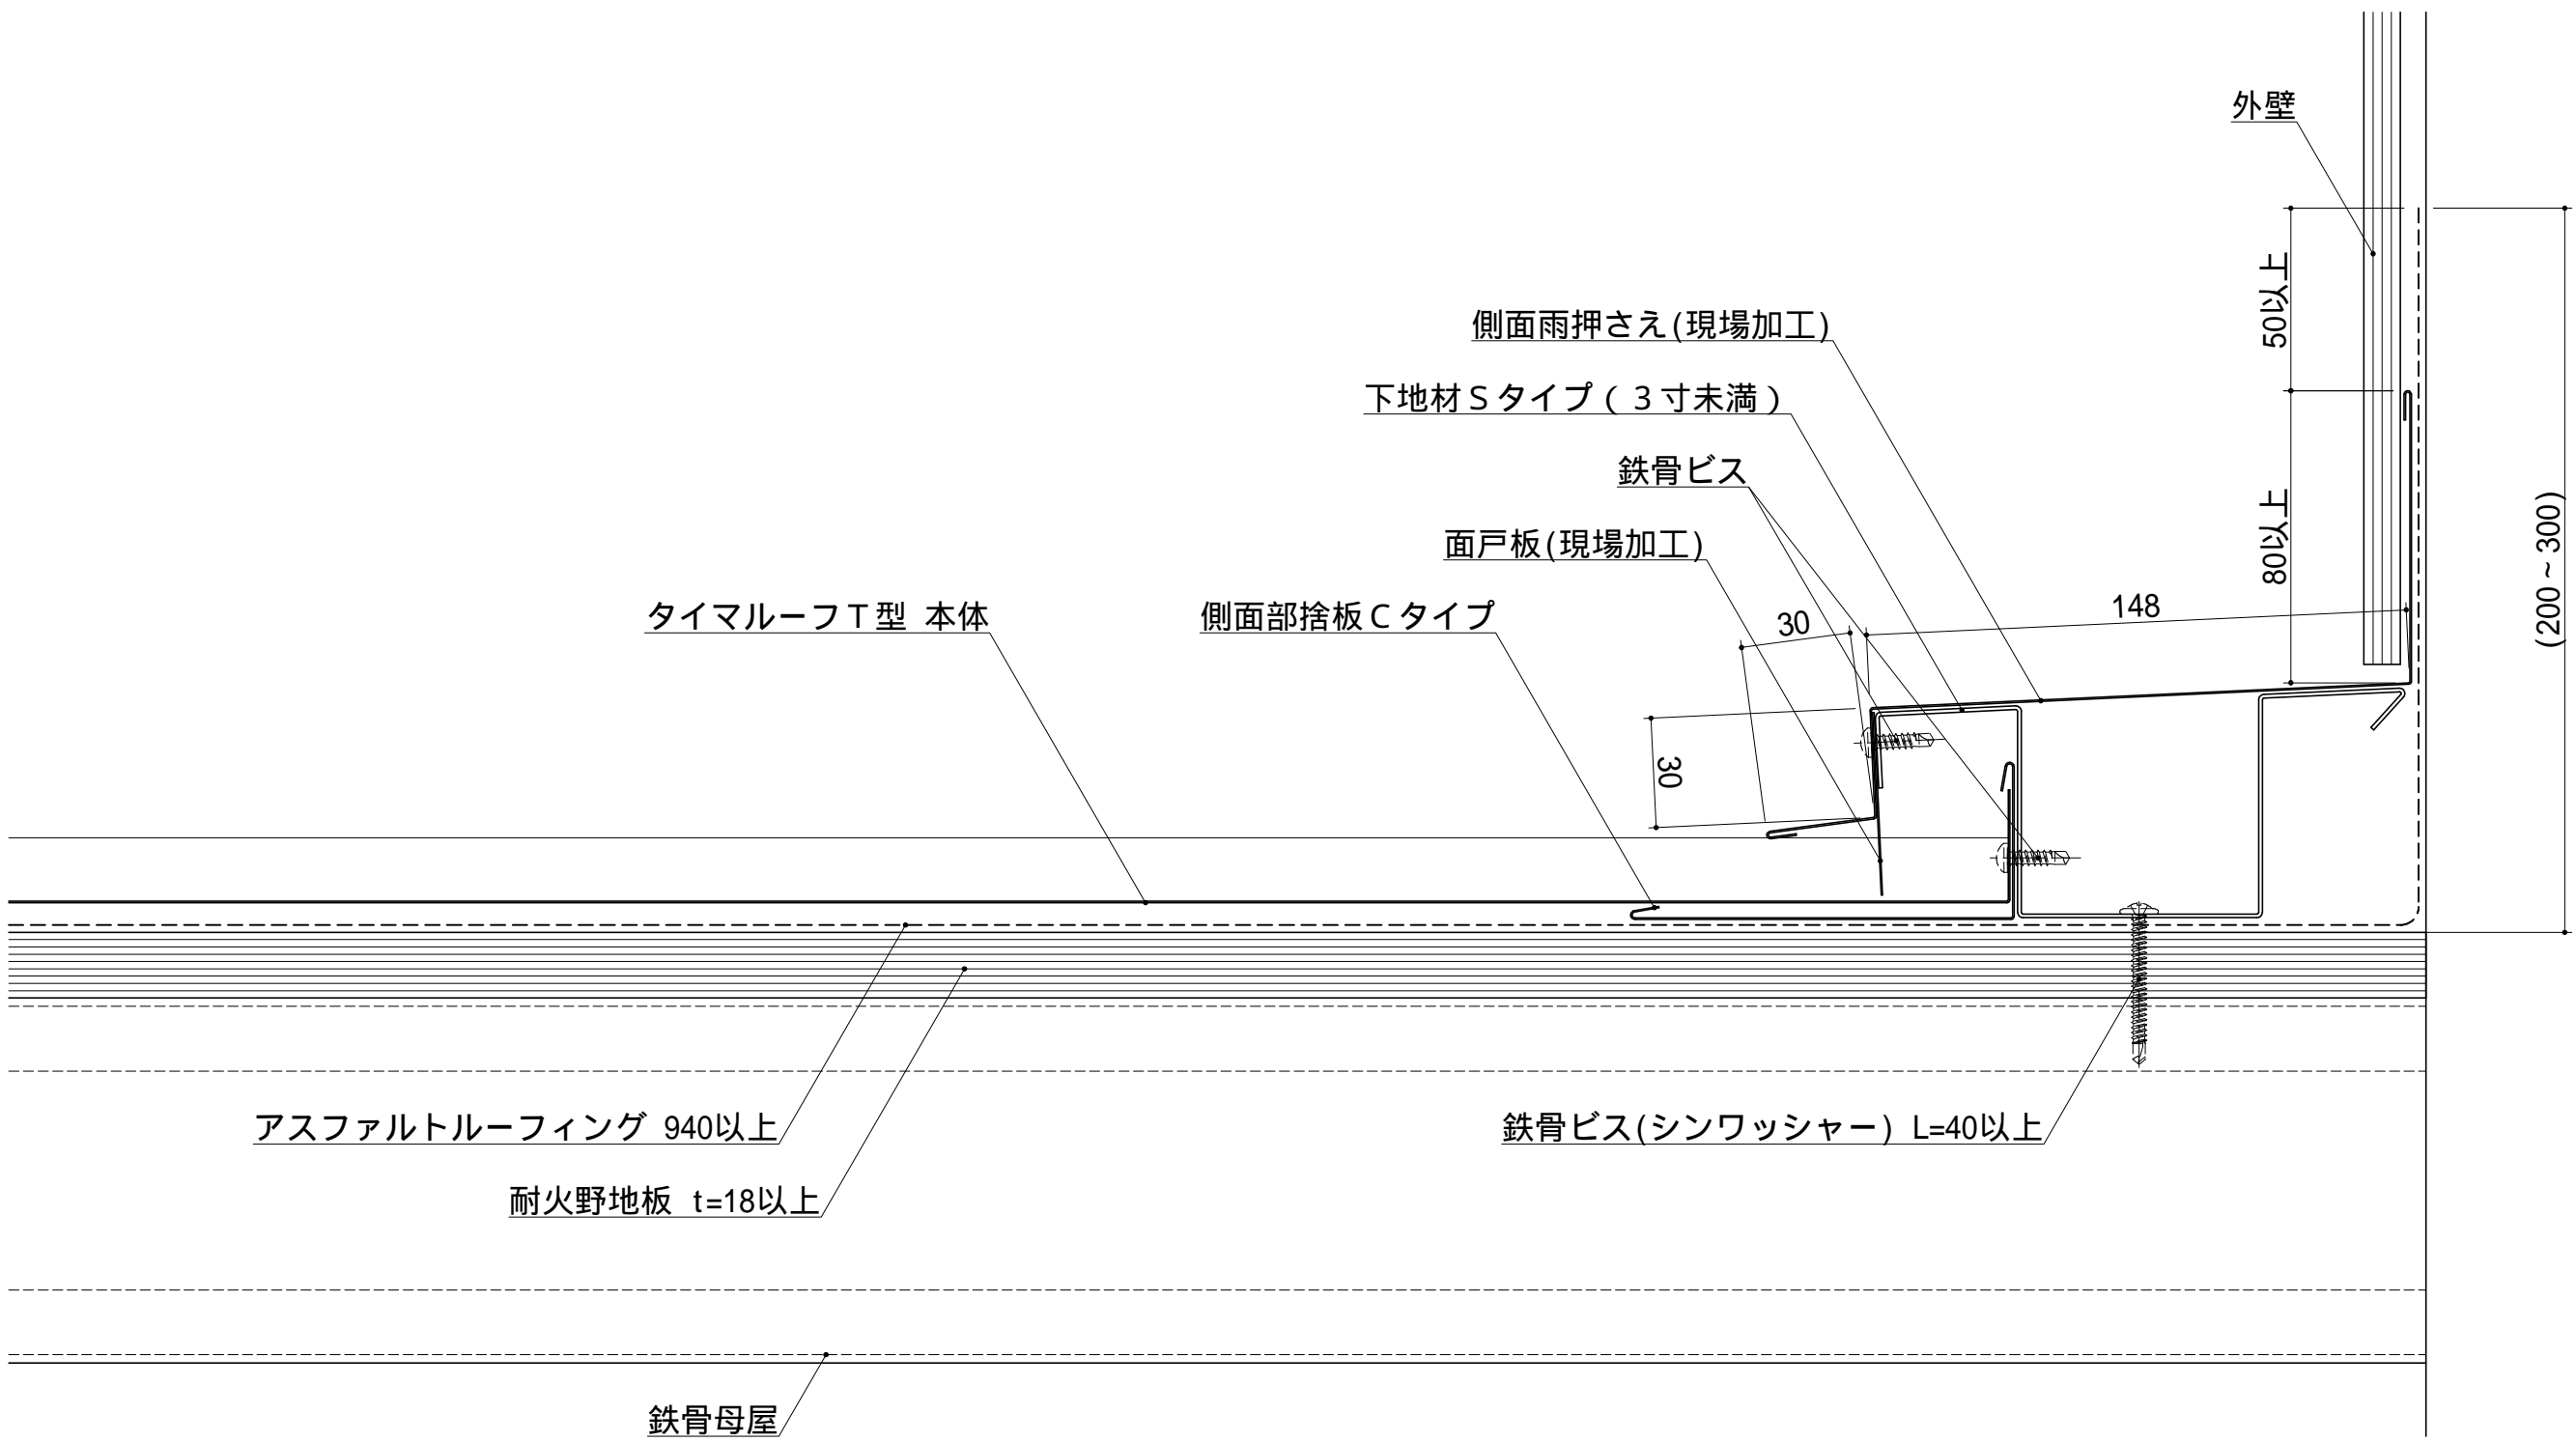 外壁
50以上
側面雨押さえ(現場加工)
下地材Sタイプ(3寸未満)
鉄骨ビス
80以上
(200~300)
面戸板(現場加工)
タイマルーフT型 本体
側面部捨板Cタイプ
30
148
30
アスファルトルーフィング 940以上
鉄骨ビス(シンワッシャー) L=40以上
耐火野地板 t=18以上
鉄骨母屋